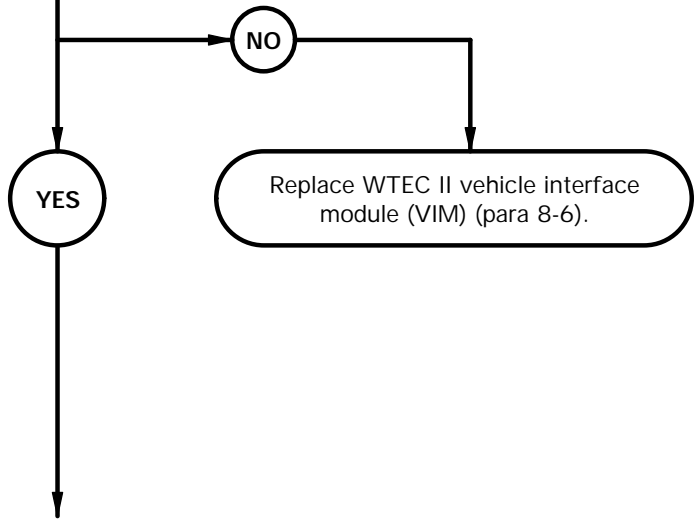 NO
YES
Replace WTEC II vehicle interface
module (VIM) (para 8-6).